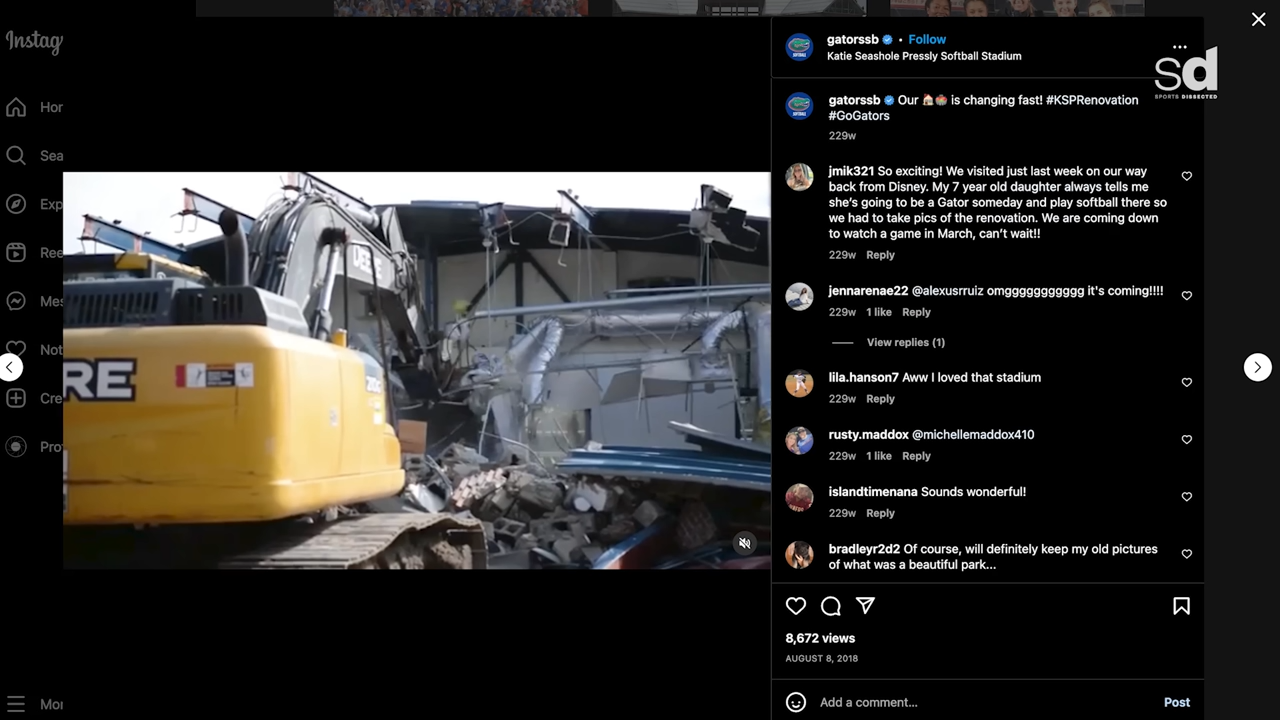 Instag
Hor
Sea
Exp
Ree
Mes
Not
Cre
Pro
Mor
DEERE
RE
gatorssb • Follow
Katie Seashole Pressly Softball Stadium
sd
SPORTS DISSECTED
gatorssb Our 🏠🐊 is changing fast! #KSPRenovation
#GoGators
229w
jmik321 So exciting! We visited just last week on our way
back from Disney. My 7 year old daughter always tells me
she's going to be a Gator someday and play softball there so
we had to take pics of the renovation. We are coming down
to watch a game in March, can't wait!!
229w Reply
jennarenae22 @alexusrruiz omgggggggggg it's coming!!!!
229w 1 like Reply
View replies (1)
lila.hanson7 Aww I loved that stadium
229w Reply
rusty.maddox @michellemaddox410
229w 1 like Reply
islandtimenana Sounds wonderful!
229w Reply
bradleyr2d2 Of course, will definitely keep my old pictures
of what was a beautiful park...
8,672 views
AUGUST 8, 2018
Add a comment... Post